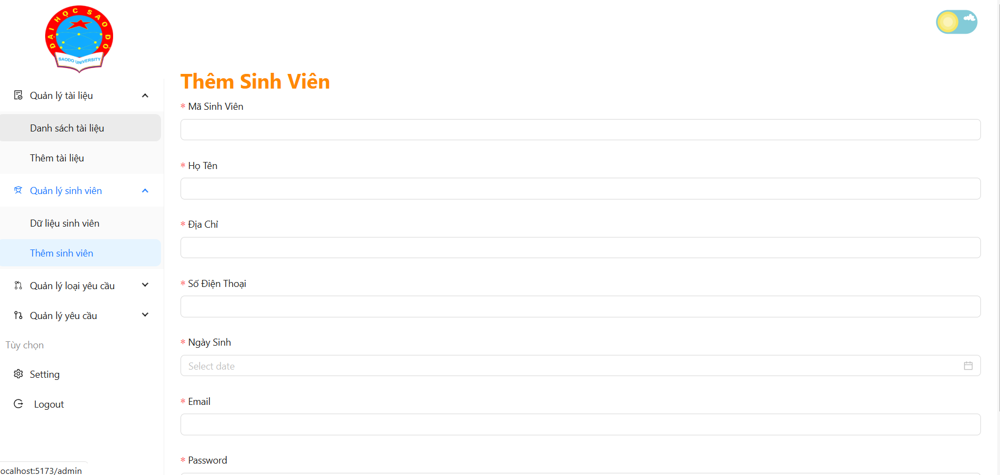 ĐẠI HỌC SAO ĐỎ
SAODO UNIVERSITY
Quản lý tài liệu
Danh sách tài liệu
Thêm tài liệu
Quản lý sinh viên
Dữ liệu sinh viên
Thêm sinh viên
Quản lý loại yêu cầu
Quản lý yêu cầu
Tùy chọn
Setting
Logout
Thêm Sinh Viên
* Mã Sinh Viên
* Họ Tên
* Địa Chỉ
* Số Điện Thoại
* Ngày Sinh
Select date
* Email
* Password
ocalhost:5173/admin